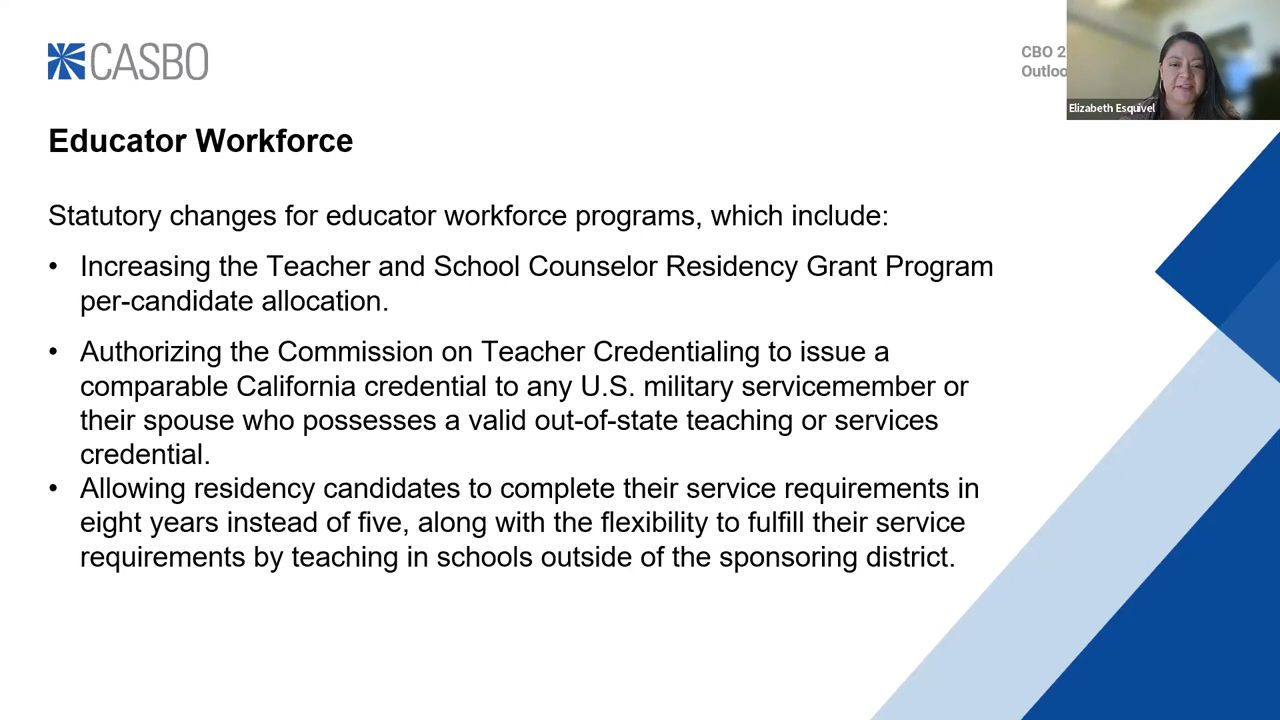 CASBO
CBO 2
Outloo
Elizabeth Esquivel
Educator Workforce
Statutory changes for educator workforce programs, which include:
• Increasing the Teacher and School Counselor Residency Grant Program
per-candidate allocation.
• Authorizing the Commission on Teacher Credentialing to issue a
comparable California credential to any U.S. military servicemember or
their spouse who possesses a valid out-of-state teaching or services
credential.
• Allowing residency candidates to complete their service requirements in
eight years instead of five, along with the flexibility to fulfill their service
requirements by teaching in schools outside of the sponsoring district.